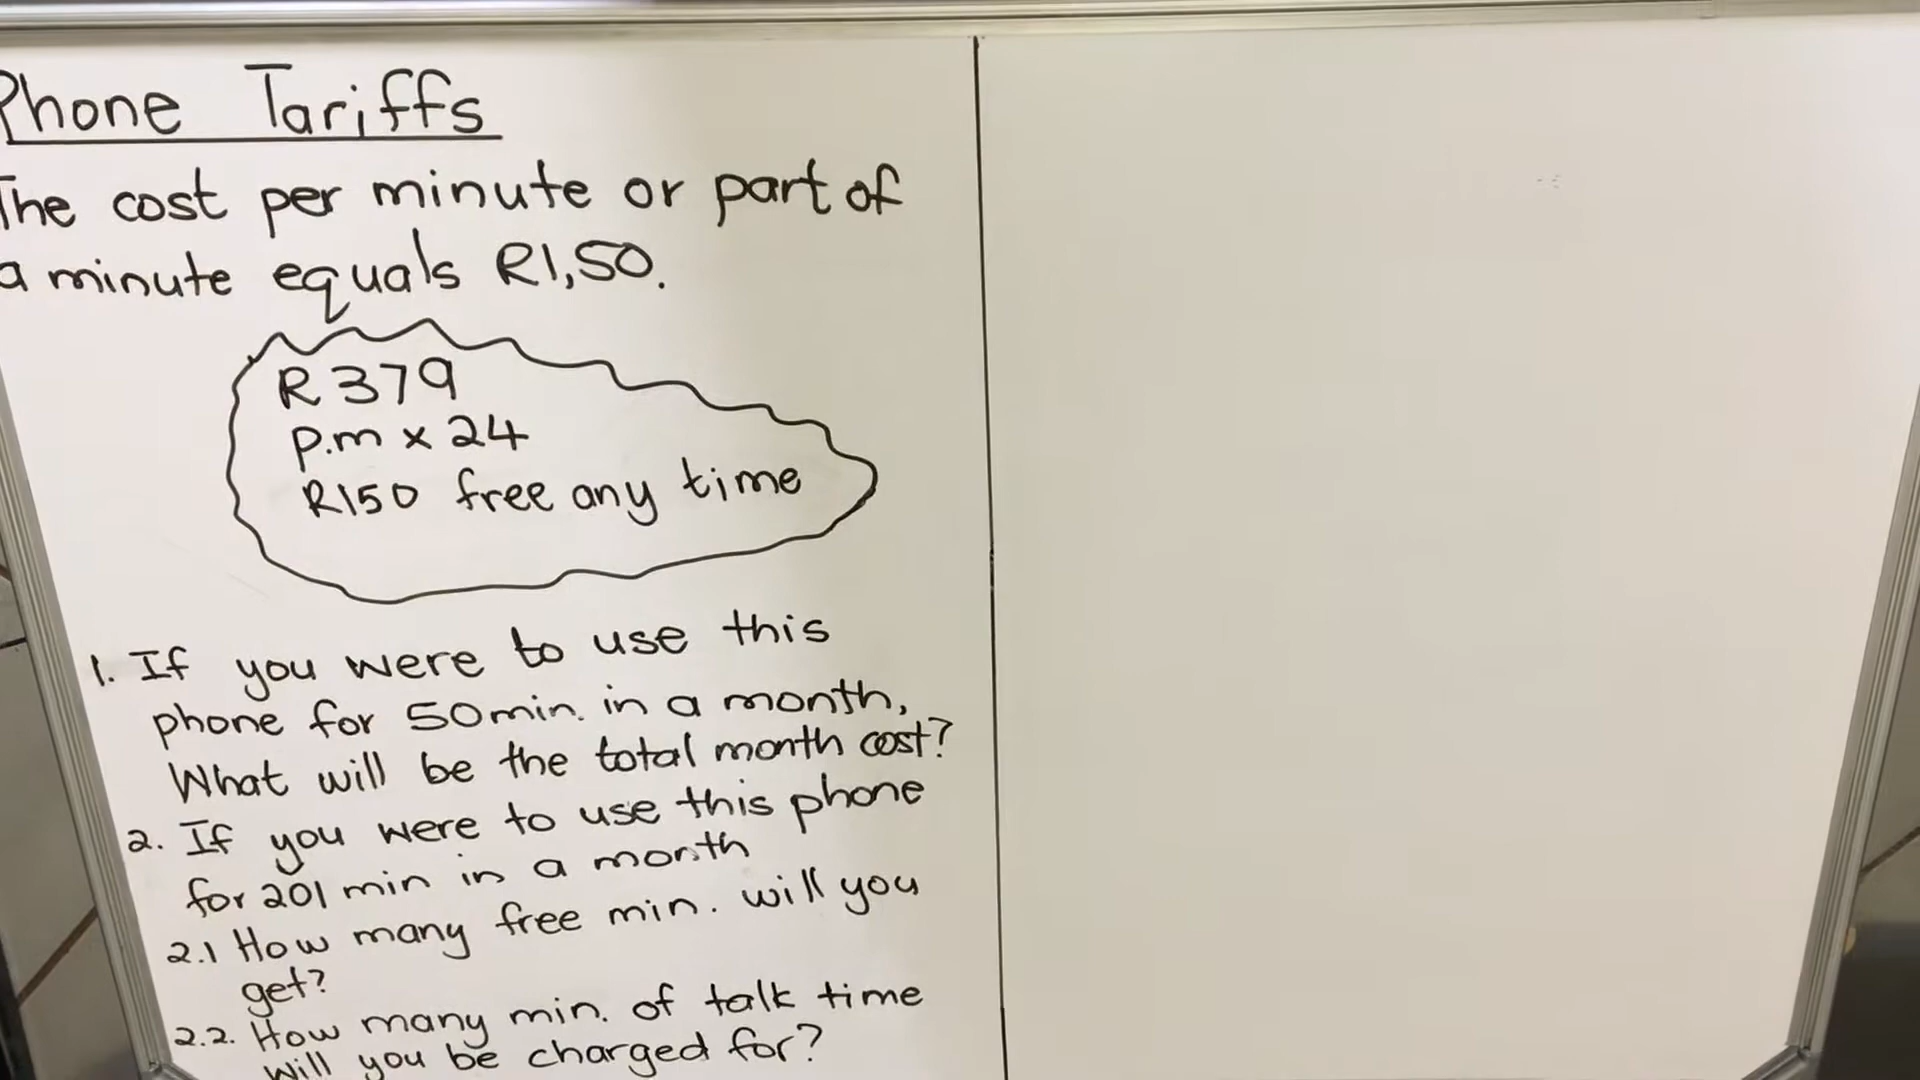 Phone Tariffs
The cost per minute or part of
a minute equals R1,50.
R379
p.m x 24
R150 free any time
1. If you were to use this
phone for 50min. in a month,
What will be the total month cost?
2. If you were to use this phone
for 201 min in a month
2.1 How many free min. will you
get?
2.2. How many min. of talk time
Will you be charged for?